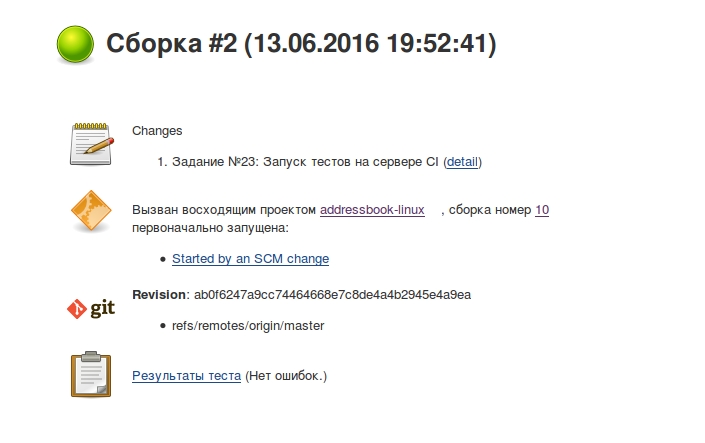 Сборка #2 (13.06.2016 19:52:41)
Changes
1. Задание №23: Запуск тестов на сервере CI (detail)
Вызван восходящим проектом addressbook-linux , сборка номер 10
первоначально запущена:
• Started by an SCM change
git
Revision: ab0f6247a9cc74464668e7c8de4a4b2945e4a9ea
• refs/remotes/origin/master
Результаты теста (Нет ошибок.)